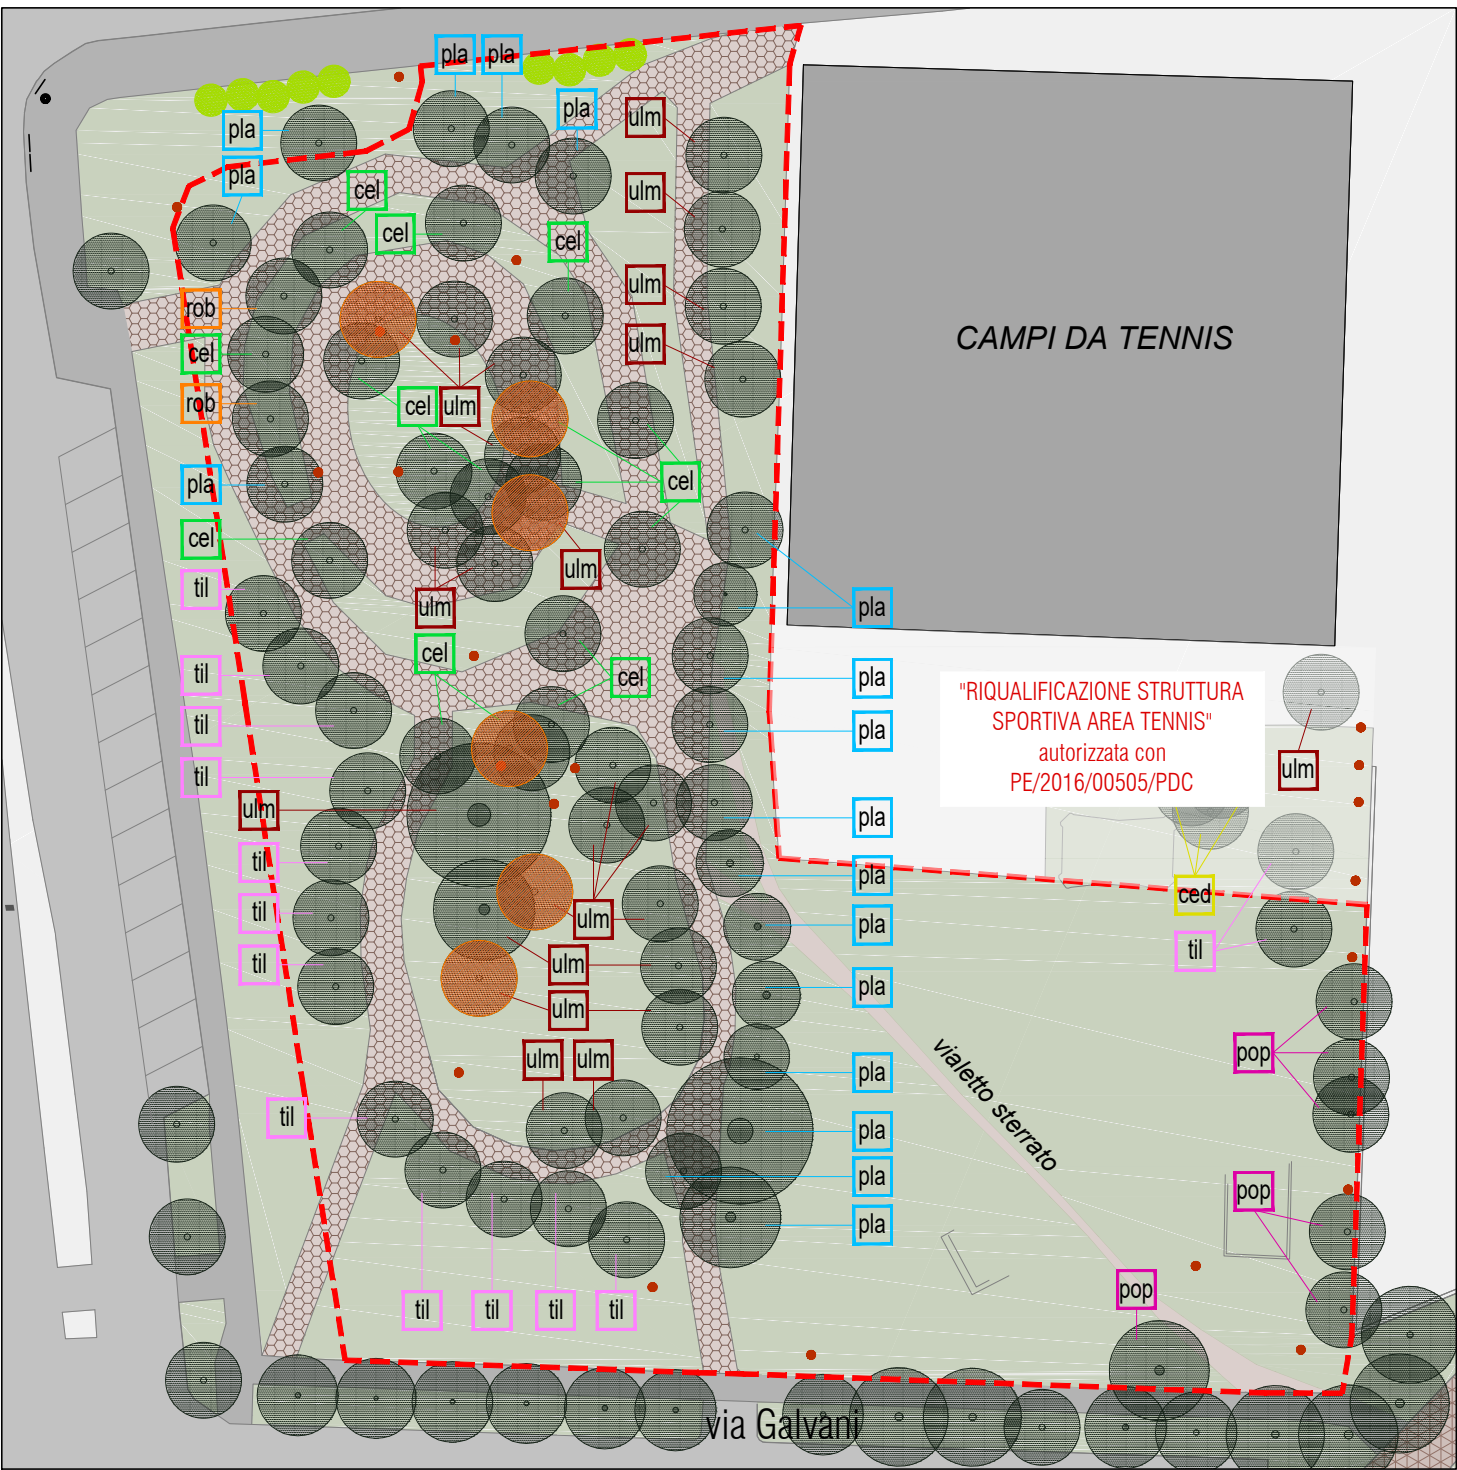 pla pla
pla ulm
pla
pla cel ulm
cel cel
rob ulm
cel ulm
rob cel ulm
pla cel
cel ulm
til ulm pla
cel
til cel pla
til pla
til
ulm pla
til pla
til ulm pla
til ulm
ulm pla
ulm ulm pla
til pla
pla
pla
til til til til
CAMPI DA TENNIS
"RIQUALIFICAZIONE STRUTTURA
SPORTIVA AREA TENNIS"
autorizzata con
PE/2016/00505/PDC
ulm
ced
til
pop
pop
pop
vialetto sterrato
via Galvani